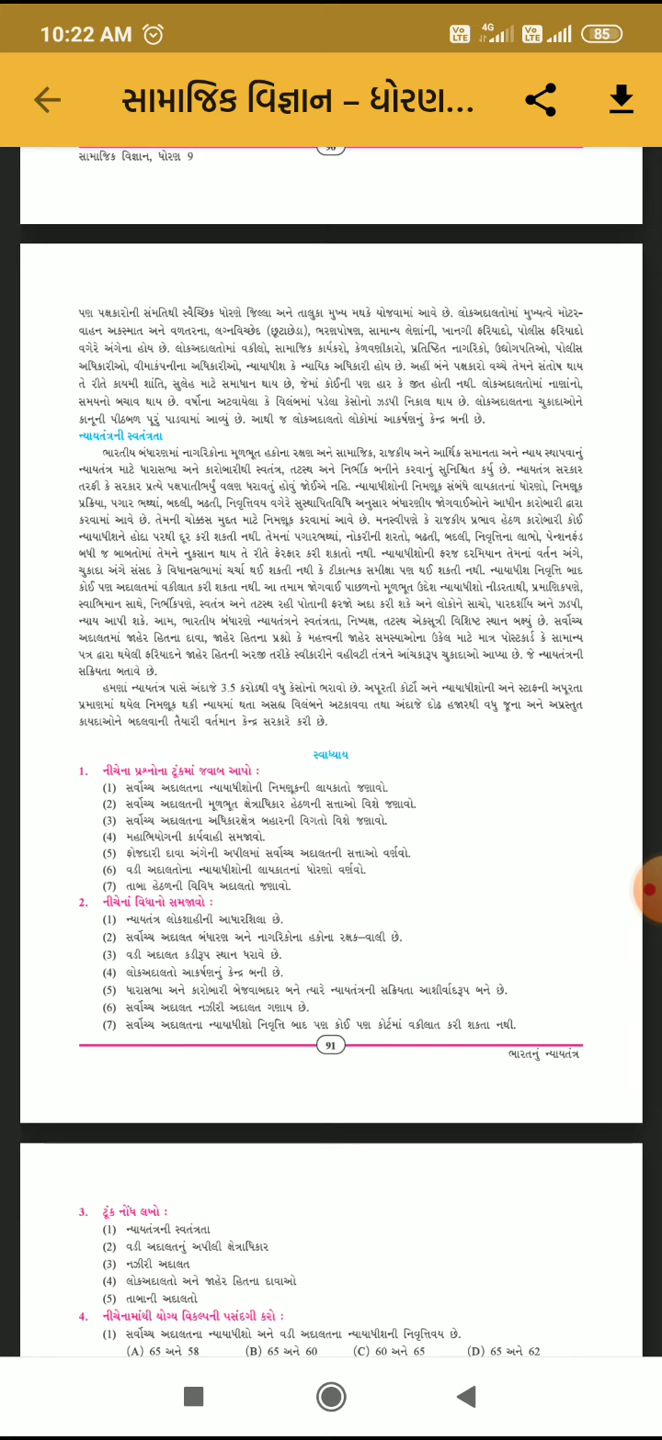 10:22 AM
Vo LTE 4G Vo LTE 85
સામાજિક વિજ્ઞાન – ધોરણ...
સામાજિક વિજ્ઞાન, ધોરણ 9
90
પણ પક્ષકારોની સંમતિથી સ્વૈચ્છિક ધોરણે જિલ્લા અને તાલુકા મુખ્ય મથકે યોજવામાં આવે છે. લોકઅદાલતોમાં મુખ્યત્વે મોટર-
વાહન અકસ્માત અને વળતરના, લગ્નવિચ્છેદ (છૂટાછેડા), ભરણપોષણ, સામાન્ય લેણાંની, ખાનગી ફરિયાદો, પોલીસ ફરિયાદો
વગેરે અંગેના હોય છે. લોકઅદાલતોમાં વકીલો, સામાજિક કાર્યકરો, કેળવણીકારો, પ્રતિષ્ઠિત નાગરિકો, ઉદ્યોગપતિઓ, પોલીસ
અધિકારીઓ, વીમાકંપનીના અધિકારીઓ, ન્યાયાધીશ કે ન્યાયિક અધિકારી હોય છે. અહીં બંને પક્ષકારો વચ્ચે તેમને સંતોષ થાય
તે રીતે કાયમી શાંતિ, સુલેહ માટે સમાધાન થાય છે, જેમાં કોઈની પણ હાર કે જીત હોતી નથી. લોકઅદાલતોમાં નાણાંનો,
સમયનો બચાવ થાય છે. વર્ષોના અટવાયેલા કે વિલંબમાં પડેલા કેસોનો ઝડપી નિકાલ થાય છે. લોકઅદાલતના ચુકાદાઓને
કાનૂની પીઠબળ પૂરું પાડવામાં આવ્યું છે. આથી જ લોકઅદાલતો લોકોમાં આકર્ષણનું કેન્દ્ર બની છે.
ન્યાયતંત્રની સ્વતંત્રતા
ભારતીય બંધારણમાં નાગરિકોના મૂળભૂત હકોના રક્ષણ અને સામાજિક, રાજકીય અને આર્થિક સમાનતા અને ન્યાય સ્થાપવાનું
ન્યાયતંત્ર માટે ધારાસભા અને કારોબારીથી સ્વતંત્ર, તટસ્થ અને નિર્ભીક બનીને કરવાનું સુનિશ્ચિત કર્યું છે. ન્યાયતંત્ર સરકાર
તરફી કે સરકાર પ્રત્યે પક્ષપાતીભર્યું વલણ ધરાવતું હોવું જોઈએ નહિ. ન્યાયાધીશોની નિમણૂક સંબંધે લાયકાતનાં ધોરણો, નિમણૂક
પ્રક્રિયા, પગાર ભથ્થાં, બદલી, બઢતી, નિવૃત્તિવય વગેરે સુસ્થાપિતવિધિ અનુસાર બંધારણીય જોગવાઈઓને આધીન કારોબારી દ્વારા
કરવામાં આવે છે. તેમની ચોક્કસ મુદત માટે નિમણૂક કરવામાં આવે છે. મનસ્વીપણે કે રાજકીય પ્રભાવ હેઠળ કારોબારી કોઈ
ન્યાયાધીશને હોદા પરથી દૂર કરી શકતી નથી. તેમનાં પગારભથ્થાં, નોકરીની શરતો, બઢતી, બદલી, નિવૃત્તિના લાભો, પેન્શનફંડ
બધી જ બાબતોમાં તેમને નુકસાન થાય તે રીતે ફેરફાર કરી શકાતો નથી. ન્યાયાધીશોની ફરજ દરમિયાન તેમનાં વર્તન અંગે,
ચુકાદા અંગે સંસદ કે વિધાનસભામાં ચર્ચા થઈ શકતી નથી કે ટીકાત્મક સમીક્ષા પણ થઈ શકતી નથી. ન્યાયાધીશ નિવૃત્તિ બાદ
કોઈ પણ અદાલતમાં વકીલાત કરી શકતા નથી. આ તમામ જોગવાઈ પાછળનો મૂળભૂત ઉદેશ ન્યાયાધીશો નીડરતાથી, પ્રમાણિકપણે,
સ્વાભિમાન સાથે, નિર્ભીકપણે, સ્વતંત્ર અને તટસ્થ રહી પોતાની ફરજો અદા કરી શકે અને લોકોને સાચો, પારદર્શીય અને ઝડપી,
ન્યાય આપી શકે. આમ, ભારતીય બંધારણે ન્યાયતંત્રને સ્વતંત્રતા, નિષ્પક્ષ, તટસ્થ એકસૂત્રી વિશિષ્ટ સ્થાન બક્ષ્યું છે. સર્વોચ્ચ
અદાલતમાં જાહેર હિતના દાવા, જાહેર હિતના પ્રશ્નો કે મહત્ત્વની જાહેર સમસ્યાઓના ઉકેલ માટે માત્ર પોસ્ટકાર્ડ કે સામાન્ય
પત્ર દ્વારા થયેલી ફરિયાદને જાહેર હિતની અરજી તરીકે સ્વીકારીને વહીવટી તંત્રને આંચકારૂપ ચુકાદાઓ આપ્યા છે. જે ન્યાયતંત્રની
સક્રિયતા બતાવે છે.
હમણાં ન્યાયતંત્ર પાસે અંદાજે 3.5 કરોડથી વધુ કેસોનો ભરાવો છે. અપૂરતી કોર્ટો અને ન્યાયાધીશોની અને સ્ટાફની અપૂરતા
પ્રમાણમાં થયેલ નિમણૂક થકી ન્યાયમાં થતા અસહ્ય વિલંબને અટકાવવા તથા અંદાજે દોઢ હજારથી વધુ જૂના અને અપ્રસ્તુત
કાયદાઓને બદલવાની તૈયારી વર્તમાન કેન્દ્ર સરકારે કરી છે.
સ્વાધ્યાય
1. નીચેના પ્રશ્નોના ટૂંકમાં જવાબ આપો :
(1) સર્વોચ્ચ અદાલતના ન્યાયાધીશોની નિમણૂકની લાયકાતો જણાવો.
(2) સર્વોચ્ચ અદાલતની મૂળભૂત ક્ષેત્રાધિકાર હેઠળની સત્તાઓ વિશે જણાવો.
(3) સર્વોચ્ચ અદાલતના અધિકારક્ષેત્ર બહારની વિગતો વિશે જણાવો.
(4) મહાભિયોગની કાર્યવાહી સમજાવો.
(5) ફોજદારી દાવા અંગેની અપીલમાં સર્વોચ્ચ અદાલતની સત્તાઓ વર્ણવો.
(6) વડી અદાલતોના ન્યાયાધીશોની લાયકાતનાં ધોરણો વર્ણવો.
(7) તાબા હેઠળની વિવિધ અદાલતો જણાવો.
2. નીચેનાં વિધાનો સમજાવો :
(1) ન્યાયતંત્ર લોકશાહીની આધારશિલા છે.
(2) સર્વોચ્ચ અદાલત બંધારણ અને નાગરિકોના હકોના રક્ષક–વાલી છે.
(3) વડી અદાલત કડીરૂપ સ્થાન ધરાવે છે.
(4) લોકઅદાલતો આકર્ષણનું કેન્દ્ર બની છે.
(5) ધારાસભા અને કારોબારી બેજવાબદાર બને ત્યારે ન્યાયતંત્રની સક્રિયતા આશીર્વાદરૂપ બને છે.
(6) સર્વોચ્ચ અદાલત નઝીરી અદાલત ગણાય છે.
(7) સર્વોચ્ચ અદાલતના ન્યાયાધીશો નિવૃત્તિ બાદ પણ કોઈ પણ કોર્ટમાં વકીલાત કરી શકતા નથી.
91
ભારતનું ન્યાયતંત્ર
3. ટૂંક નોંધ લખો :
(1) ન્યાયતંત્રની સ્વતંત્રતા
(2) વડી અદાલતનું અપીલી ક્ષેત્રાધિકાર
(3) નઝીરી અદાલત
(4) લોકઅદાલતો અને જાહેર હિતના દાવાઓ
(5) તાબાની અદાલતો
4. નીચેનામાંથી યોગ્ય વિકલ્પની પસંદગી કરો :
(1) સર્વોચ્ચ અદાલતના ન્યાયાધીશો અને વડી અદાલતના ન્યાયાધીશની નિવૃત્તિવય છે.
(A) 65 અને 58 (B) 65 અને 60 (C) 60 અને 65 (D) 65 અને 62